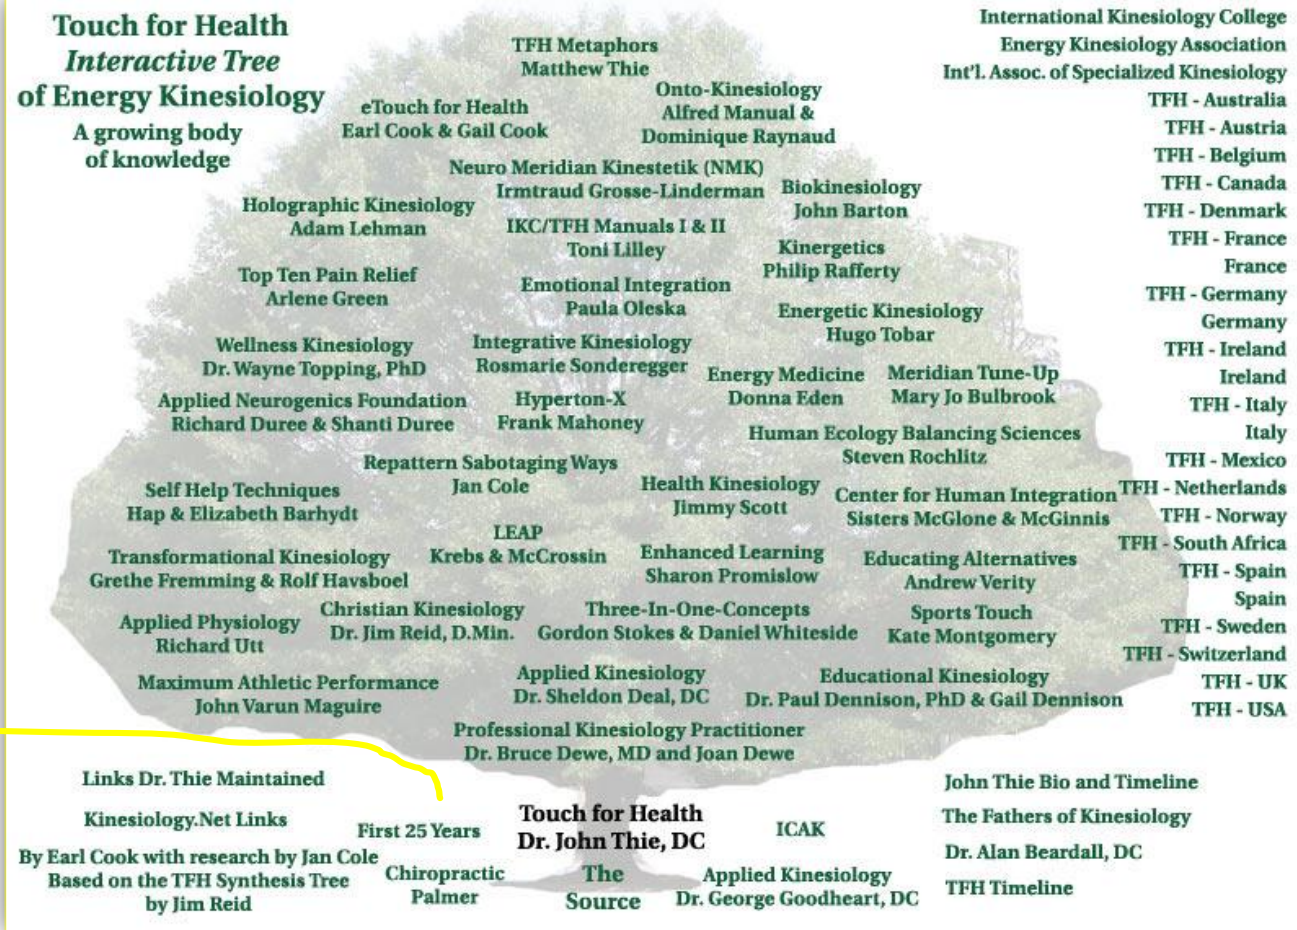 Touch for Health
Interactive Tree
of Energy Kinesiology
A growing body
of knowledge
TFH Metaphors
Matthew Thie
eTouch for Health
Earl Cook & Gail Cook
Onto-Kinesiology
Alfred Manual &
Dominique Raynaud
Neuro Meridian Kinestetik (NMK)
Irmtraud Grosse-Linderman
Biokinesiology
John Barton
Holographic Kinesiology
Adam Lehman
IKC/TFH Manuals I & II
Toni Lilley
Kinergetics
Philip Rafferty
Top Ten Pain Relief
Arlene Green
Emotional Integration
Paula Oleska
Energetic Kinesiology
Hugo Tobar
Wellness Kinesiology
Dr. Wayne Topping, PhD
Integrative Kinesiology
Rosmarie Sonderegger
Energy Medicine
Donna Eden
Meridian Tune-Up
Mary Jo Bulbrook
Applied Neurogenics Foundation
Richard Duree & Shanti Duree
Hyperton-X
Frank Mahoney
Human Ecology Balancing Sciences
Steven Rochlitz
Repattern Sabotaging Ways
Jan Cole
Self Help Techniques
Hap & Elizabeth Barhydt
Health Kinesiology
Jimmy Scott
Center for Human Integration
Sisters McGlone & McGinnis
LEAP
Krebs & McCrossin
Transformational Kinesiology
Grethe Fremming & Rolf Havsboel
Enhanced Learning
Sharon Promislow
Educating Alternatives
Andrew Verity
Applied Physiology
Richard Utt
Christian Kinesiology
Dr. Jim Reid, D.Min.
Three-In-One-Concepts
Gordon Stokes & Daniel Whiteside
Sports Touch
Kate Montgomery
Maximum Athletic Performance
John Varun Maguire
Applied Kinesiology
Dr. Sheldon Deal, DC
Educational Kinesiology
Dr. Paul Dennison, PhD & Gail Dennison
Professional Kinesiology Practitioner
Dr. Bruce Dewe, MD and Joan Dewe
International Kinesiology College
Energy Kinesiology Association
Int'l. Assoc. of Specialized Kinesiology
TFH - Australia
TFH - Austria
TFH - Belgium
TFH - Canada
TFH - Denmark
TFH - France
France
TFH - Germany
Germany
TFH - Ireland
Ireland
TFH - Italy
Italy
TFH - Mexico
TFH - Netherlands
TFH - Norway
TFH - South Africa
TFH - Spain
Spain
TFH - Sweden
TFH - Switzerland
TFH - UK
TFH - USA
Links Dr. Thie Maintained
Kinesiology.Net Links
By Earl Cook with research by Jan Cole
Based on the TFH Synthesis Tree
by Jim Reid
First 25 Years
Chiropractic
Palmer
Touch for Health
Dr. John Thie, DC
The
Source
ICAK
Applied Kinesiology
Dr. George Goodheart, DC
John Thie Bio and Timeline
The Fathers of Kinesiology
Dr. Alan Beardall, DC
TFH Timeline